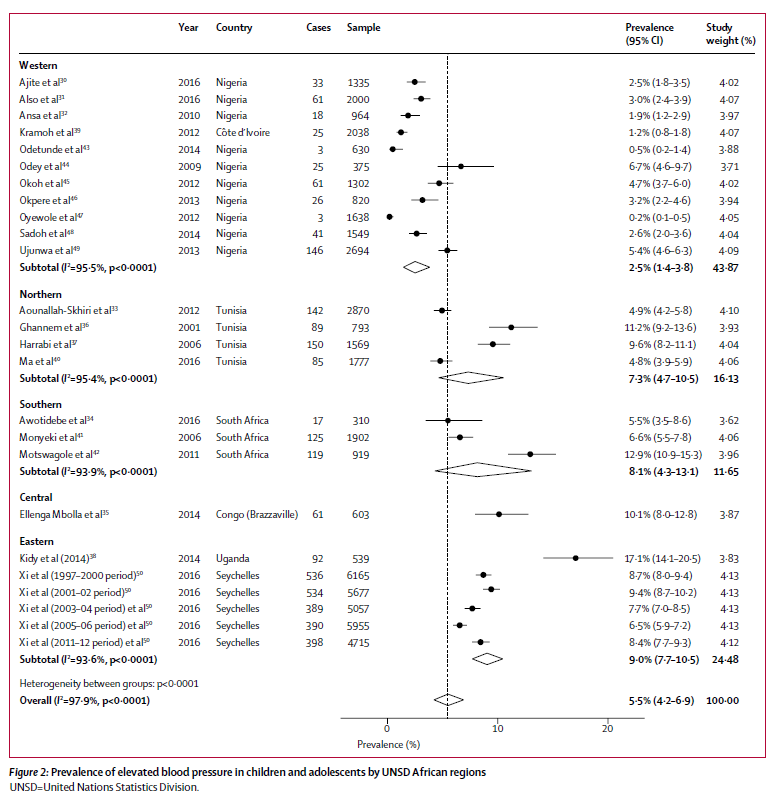 Year Country Cases Sample Prevalence (95% CI) Study weight (%)
Western
Ajite et al³⁰ 2016 Nigeria 33 1335 2·5% (1·8–3·5) 4·02
Also et al³¹ 2016 Nigeria 61 2000 3·0% (2·4–3·9) 4·07
Ansa et al³² 2010 Nigeria 18 964 1·9% (1·2–2·9) 3·97
Kramoh et al³⁹ 2012 Côte d'Ivoire 25 2038 1·2% (0·8–1·8) 4·07
Odetunde et al⁴³ 2014 Nigeria 3 630 0·5% (0·2–1·4) 3·88
Odey et al⁴⁴ 2009 Nigeria 25 375 6·7% (4·6–9·7) 3·71
Okoh et al⁴⁵ 2012 Nigeria 61 1302 4·7% (3·7–6·0) 4·02
Okpere et al⁴⁶ 2013 Nigeria 26 820 3·2% (2·2–4·6) 3·94
Oyewole et al⁴⁷ 2012 Nigeria 3 1638 0·2% (0·1–0·5) 4·05
Sadoh et al⁴⁸ 2014 Nigeria 41 1549 2·6% (2·0–3·6) 4·04
Ujunwa et al⁴⁹ 2013 Nigeria 146 2694 5·4% (4·6–6·3) 4·09
Subtotal (I²=95·5%, p<0·0001) 2·5% (1·4–3·8) 43·87
Northern
Aounallah-Skhiri et al³³ 2012 Tunisia 142 2870 4·9% (4·2–5·8) 4·10
Ghannem et al³⁶ 2001 Tunisia 89 793 11·2% (9·2–13·6) 3·93
Harrabi et al³⁷ 2006 Tunisia 150 1569 9·6% (8·2–11·1) 4·04
Ma et al⁴⁰ 2016 Tunisia 85 1777 4·8% (3·9–5·9) 4·06
Subtotal (I²=95·4%, p<0·0001) 7·3% (4·7–10·5) 16·13
Southern
Awotidebe et al³⁴ 2016 South Africa 17 310 5·5% (3·5–8·6) 3·62
Monyeki et al⁴¹ 2006 South Africa 125 1902 6·6% (5·5–7·8) 4·06
Motswagole et al⁴² 2011 South Africa 119 919 12·9% (10·9–15·3) 3·96
Subtotal (I²=93·9%, p<0·0001) 8·1% (4·3–13·1) 11·65
Central
Ellenga Mbolla et al³⁵ 2014 Congo (Brazzaville) 61 603 10·1% (8·0–12·8) 3·87
Eastern
Kidy et al (2014)³⁸ 2014 Uganda 92 539 17·1% (14·1–20·5) 3·83
Xi et al (1997–2000 period)⁵⁰ 2016 Seychelles 536 6165 8·7% (8·0–9·4) 4·13
Xi et al (2001–02 period)⁵⁰ 2016 Seychelles 534 5677 9·4% (8·7–10·2) 4·13
Xi et al (2003–04 period) et al⁵⁰ 2016 Seychelles 389 5057 7·7% (7·0–8·5) 4·13
Xi et al (2005–06 period) et al⁵⁰ 2016 Seychelles 390 5955 6·5% (5·9–7·2) 4·13
Xi et al (2011–12 period) et al⁵⁰ 2016 Seychelles 398 4715 8·4% (7·7–9·3) 4·12
Subtotal (I²=93·6%, p<0·0001) 9·0% (7·7–10·5) 24·48
Heterogeneity between groups: p<0·0001
Overall (I²=97·9%, p<0·0001) 5·5% (4·2–6·9) 100·00
0 10 20
Prevalence (%)
Figure 2: Prevalence of elevated blood pressure in children and adolescents by UNSD African regions
UNSD=United Nations Statistics Division.